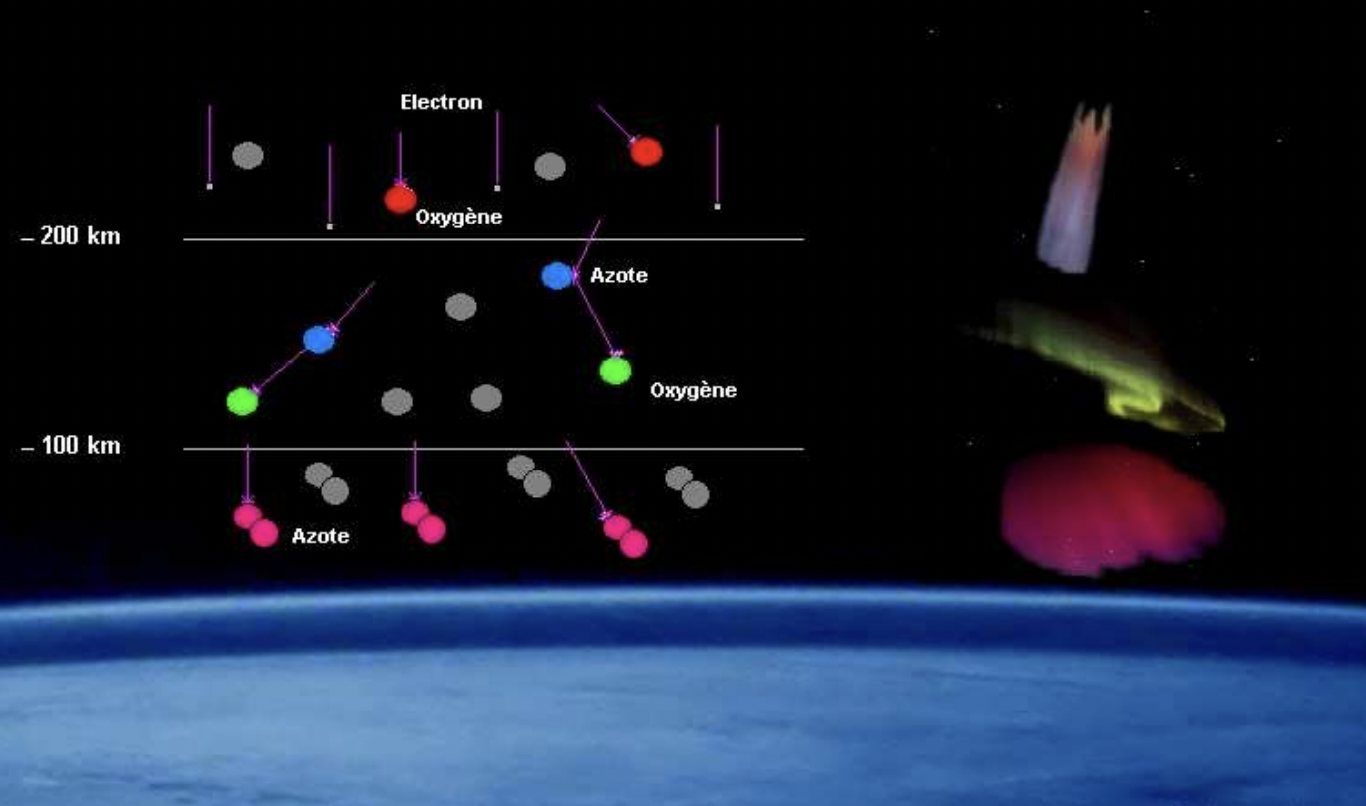 Electron
Oxygène
– 200 km
Azote
Oxygène
– 100 km
Azote